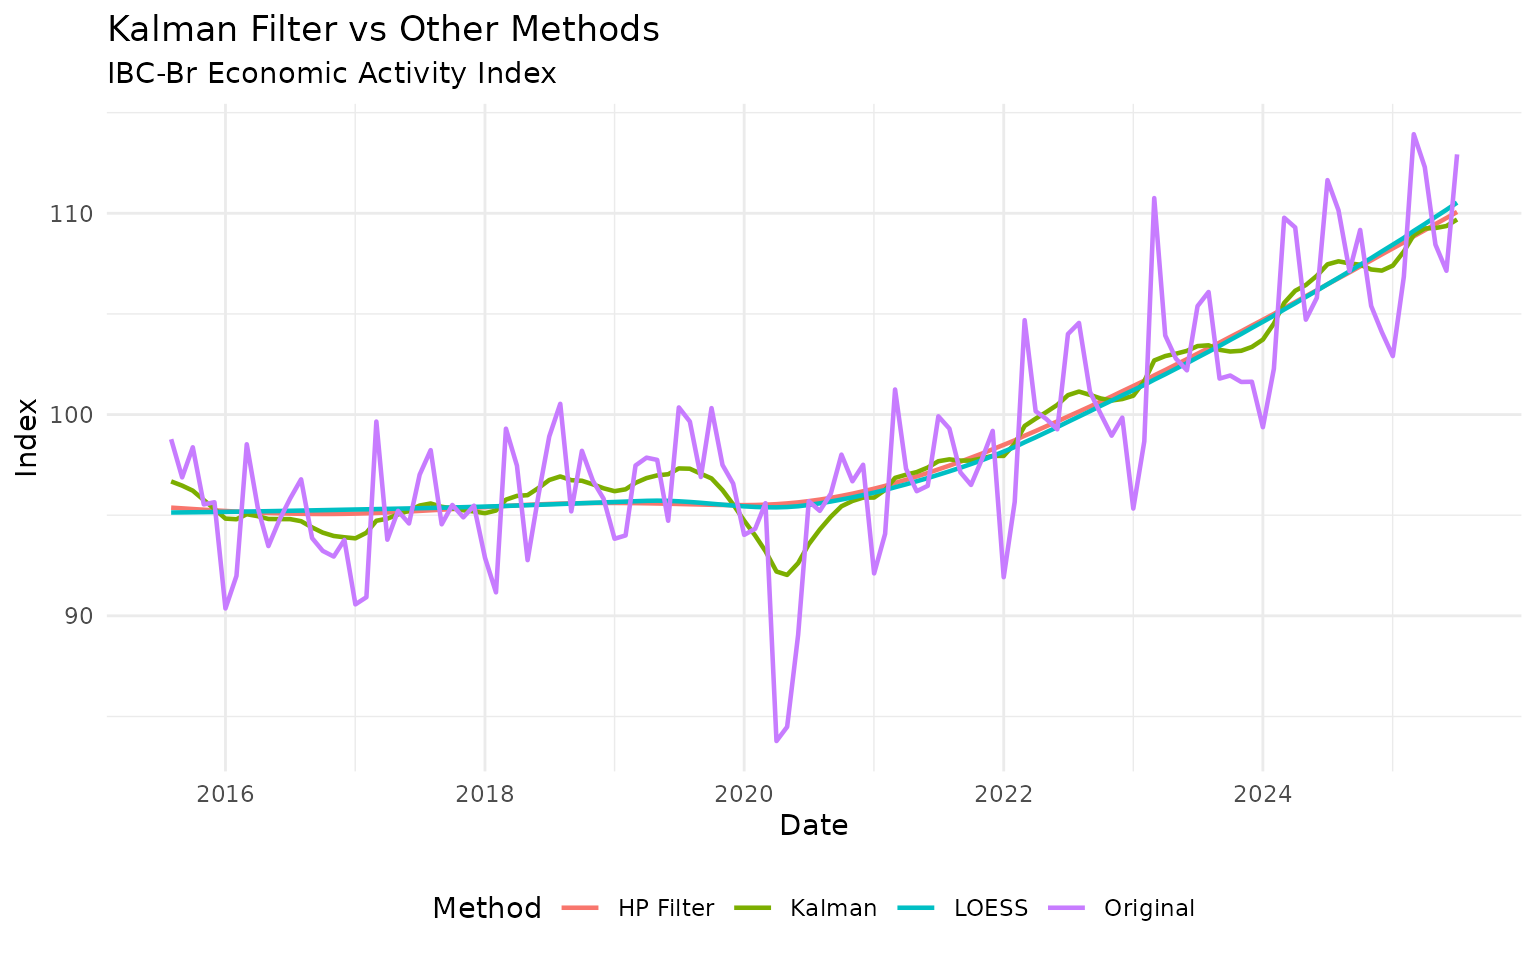 Kalman Filter vs Other Methods
IBC-Br Economic Activity Index
Index
110
100
90
2016 2018 2020 2022 2024
Date
Method HP Filter Kalman LOESS Original